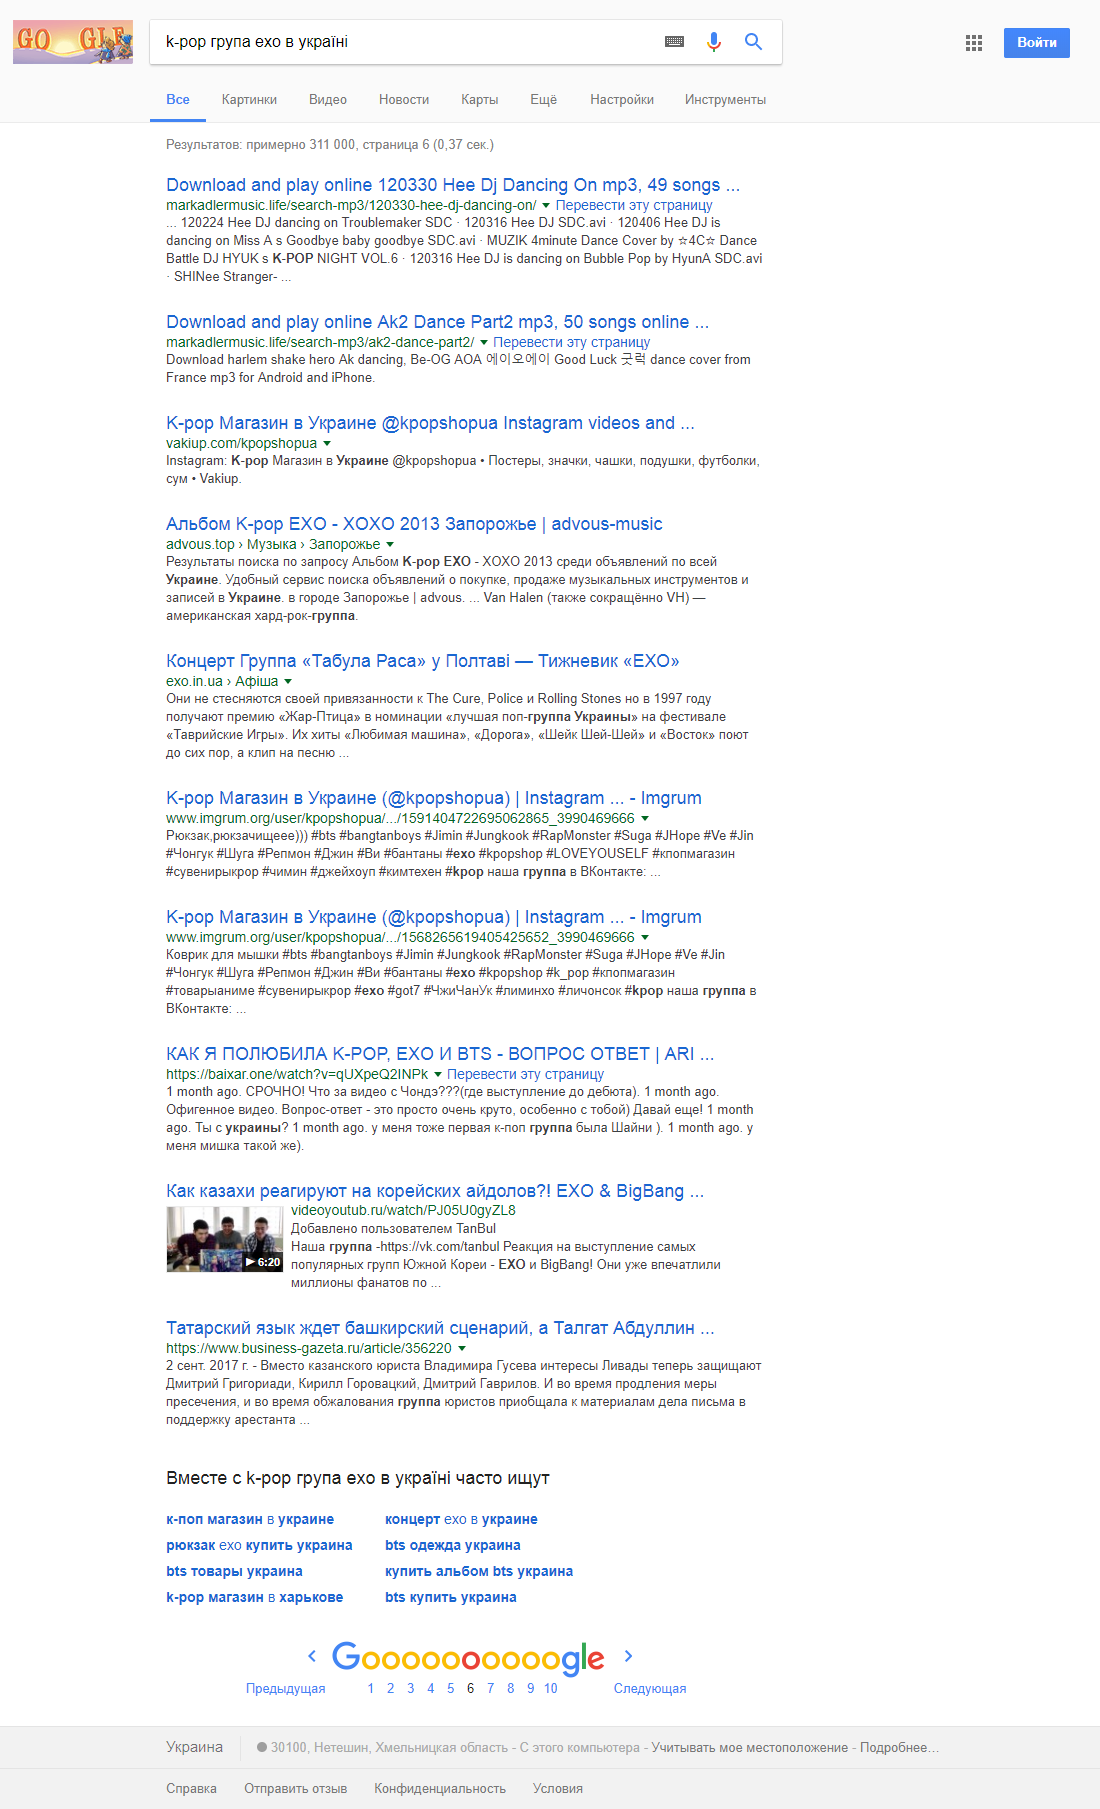 GO GLE
k-pop група exo в україні
Войти
Все Картинки Видео Новости Карты Ещё Настройки Инструменты
Результатов: примерно 311 000, страница 6 (0,37 сек.)
Download and play online 120330 Hee Dj Dancing On mp3, 49 songs ...
markadlermusic.life/search-mp3/120330-hee-dj-dancing-on/ Перевести эту страницу
... 120224 Hee DJ dancing on Troublemaker SDC · 120316 Hee DJ SDC.avi · 120406 Hee DJ is
dancing on Miss A s Goodbye baby goodbye SDC.avi · MUZIK 4minute Dance Cover by ☆4C☆ Dance
Battle DJ HYUK s K-POP NIGHT VOL.6 · 120316 Hee DJ is dancing on Bubble Pop by HyunA SDC.avi
· SHINee Stranger- ...
Download and play online Ak2 Dance Part2 mp3, 50 songs online ...
markadlermusic.life/search-mp3/ak2-dance-part2/ Перевести эту страницу
Download harlem shake hero Ak dancing, Be-OG AOA 에이오에이 Good Luck 굿럭 dance cover from
France mp3 for Android and iPhone.
K-pop Магазин в Украине @kpopshopua Instagram videos and ...
vakiup.com/kpopshopua
Instagram: K-pop Магазин в Украине @kpopshopua • Постеры, значки, чашки, подушки, футболки,
сум • Vakiup.
Альбом K-pop EXO - XOXO 2013 Запорожье | advous-music
advous.top › Музыка › Запорожье
Результаты поиска по запросу Альбом K-pop EXO - XOXO 2013 среди объявлений по всей
Украине. Удобный сервис поиска объявлений о покупке, продаже музыкальных инструментов и
записей в Украине. в городе Запорожье | advous. ... Van Halen (также сокращённо VH) —
американская хард-рок-группа.
Концерт Группа «Табула Раса» у Полтаві — Тижневик «ЕХО»
exo.in.ua › Афіша
Они не стесняются своей привязанности к The Cure, Police и Rolling Stones но в 1997 году
получают премию «Жар-Птица» в номинации «лучшая поп-группа Украины» на фестивале
«Таврийские Игры». Их хиты «Любимая машина», «Дорога», «Шейк Шей-Шей» и «Восток» поют
до сих пор, а клип на песню ...
K-pop Магазин в Украине (@kpopshopua) | Instagram ... - Imgrum
www.imgrum.org/user/kpopshopua/.../1591404722695062865_3990469666
Рюкзак,рюкзачищеее))) #bts #bangtanboys #Jimin #Jungkook #RapMonster #Suga #JHope #Ve #Jin
#Чонгук #Шуга #Репмон #Джин #Ви #бантаны #exo #kpopshop #LOVEYOUSELF #кпопмагазин
#сувенирыкрор #чимин #джейхоуп #кимтехен #kpop наша группа в ВКонтакте: ...
K-pop Магазин в Украине (@kpopshopua) | Instagram ... - Imgrum
www.imgrum.org/user/kpopshopua/.../1568265619405425652_3990469666
Коврик для мышки #bts #bangtanboys #Jimin #Jungkook #RapMonster #Suga #JHope #Ve #Jin
#Чонгук #Шуга #Репмон #Джин #Ви #бантаны #exo #kpopshop #k_pop #кпопмагазин
#товарыаниме #сувенирыкрор #exo #got7 #ЧжиЧанУк #лиминхо #личонсок #kpop наша группа в
ВКонтакте: ...
КАК Я ПОЛЮБИЛА K-POP, EXO И BTS - ВОПРОС ОТВЕТ | ARI ...
https://baixar.one/watch?v=qUXpeQ2INPk Перевести эту страницу
1 month ago. СРОЧНО! Что за видео с Чондэ???(где выступление до дебюта). 1 month ago.
Офигенное видео. Вопрос-ответ - это просто очень круто, особенно с тобой) Давай еще! 1 month
ago. Ты с украины? 1 month ago. у меня тоже первая к-поп группа была Шайни ). 1 month ago. у
меня мишка такой же).
Как казахи реагируют на корейских айдолов?! EXO & BigBang ...
videoyoutub.ru/watch/PJ05U0gyZL8
Добавлено пользователем TanBul
Наша группа -https://vk.com/tanbul Реакция на выступление самых
популярных групп Южной Кореи - EXO и BigBang! Они уже впечатлили
миллионы фанатов по ...
6:20
Татарский язык ждет башкирский сценарий, а Талгат Абдуллин ...
https://www.business-gazeta.ru/article/356220
2 сент. 2017 г. - Вместо казанского юриста Владимира Гусева интересы Ливады теперь защищают
Дмитрий Григориади, Кирилл Горовацкий, Дмитрий Гаврилов. И во время продления меры
пресечения, и во время обжалования группа юристов приобщала к материалам дела письма в
поддержку арестанта ...
Вместе с k-pop група exo в україні часто ищут
к-поп магазин в украине концерт exo в украине
рюкзак exo купить украина bts одежда украина
bts товары украина купить альбом bts украина
k-pop магазин в харькове bts купить украина
Goooooooooogle
Предыдущая 1 2 3 4 5 6 7 8 9 10 Следующая
Украина 30100, Нетешин, Хмельницкая область - С этого компьютера - Учитывать мое местоположение - Подробнее…
Справка Отправить отзыв Конфиденциальность Условия